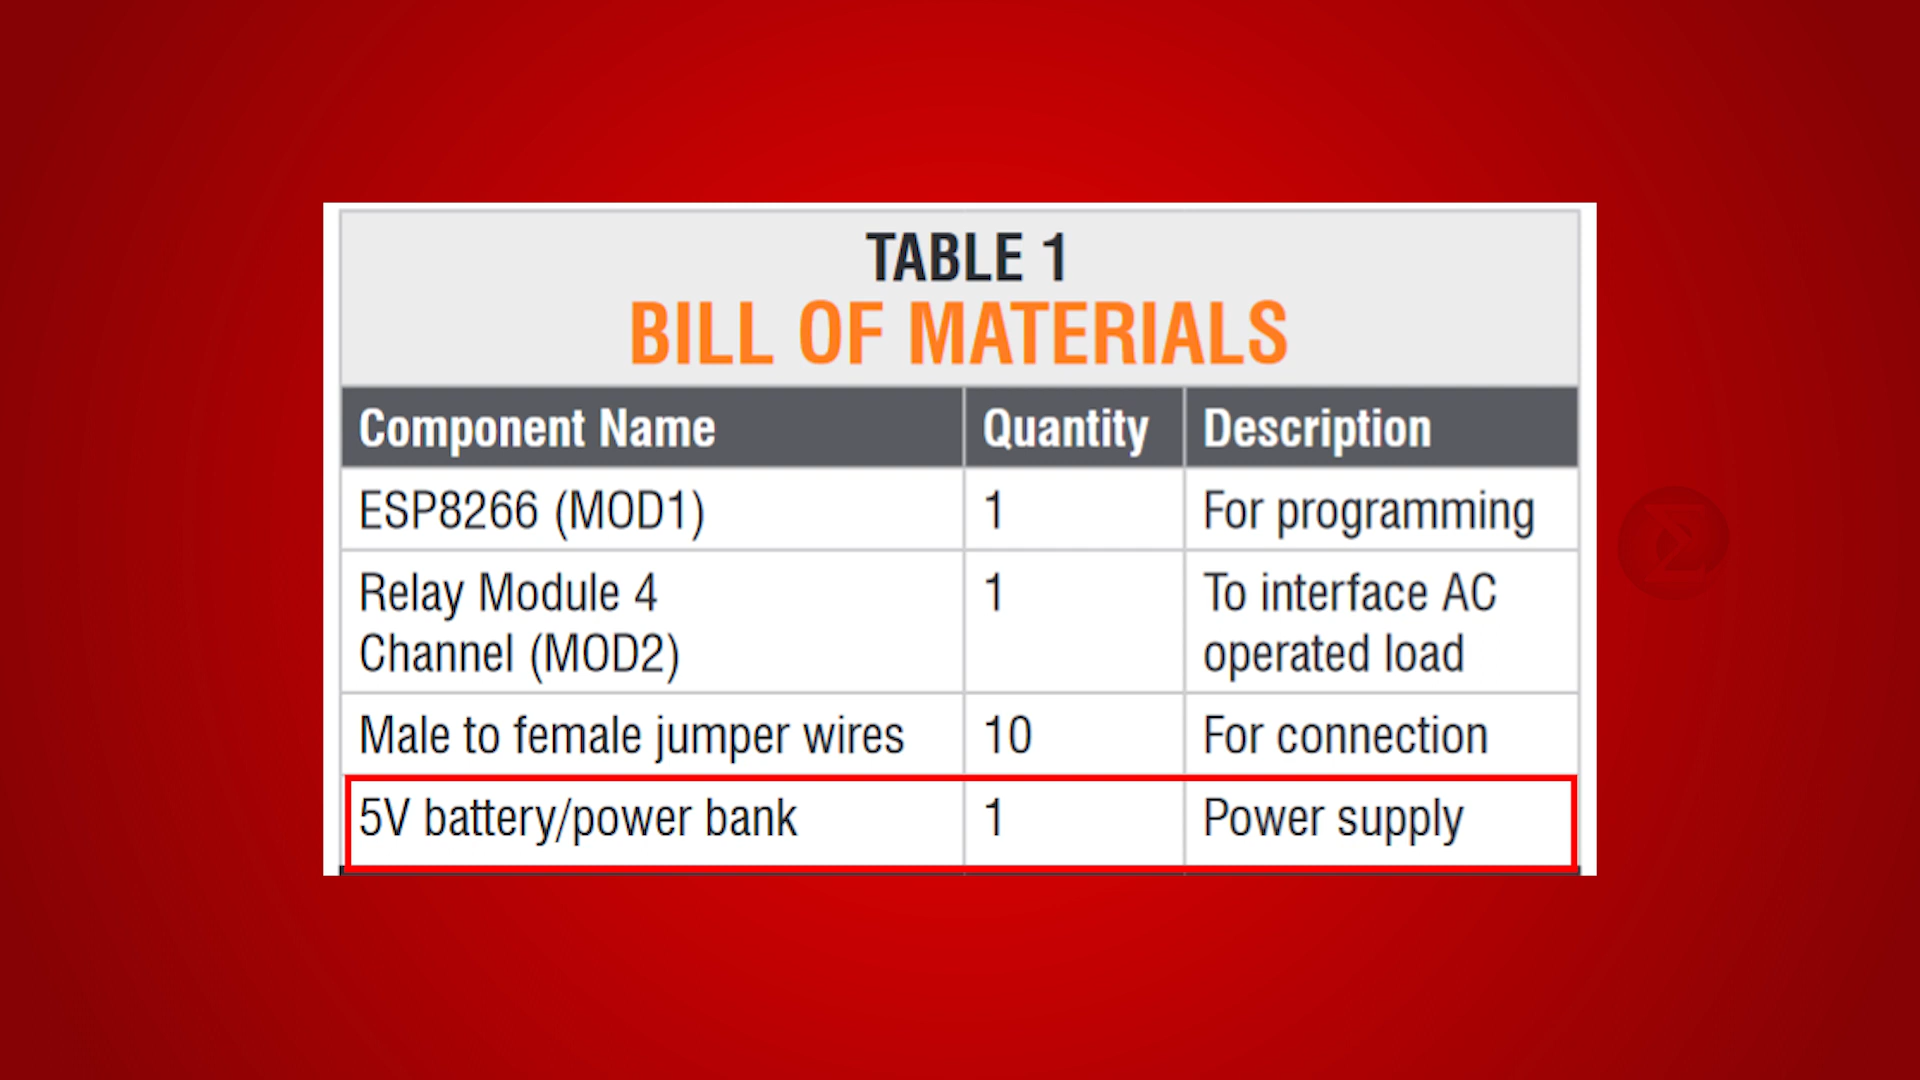 TABLE 1
BILL OF MATERIALS
Component Name Quantity Description
ESP8266 (MOD1) 1 For programming
Relay Module 4 1 To interface AC
Channel (MOD2) operated load
Male to female jumper wires 10 For connection
5V battery/power bank 1 Power supply